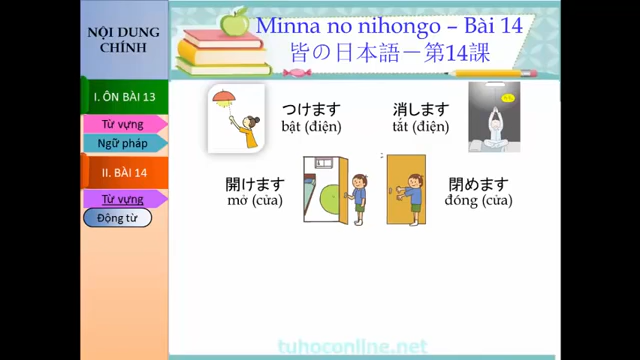 NỘI DUNG
CHÍNH
I. ÔN BÀI 13
Từ vựng
Ngữ pháp
II. BÀI 14
Từ vựng
Động từ
Minna no nihongo – Bài 14
皆の日本語－第14課
つけます
bật (điện)
消します
tắt (điện)
開けます
mở (cửa)
閉めます
đóng (cửa)
tuhoconline.net